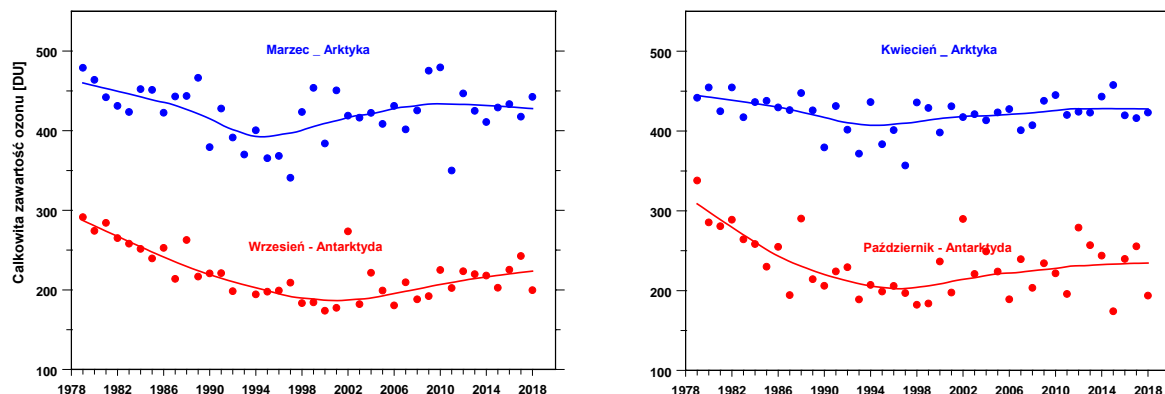 Całkowita zawartość ozonu [DU]
500
400
300
200
100
Marzec _ Arktyka
Wrzesień - Antarktyda
1978 1982 1986 1990 1994 1998 2002 2006 2010 2014 2018
500
400
300
200
100
Kwiecień _ Arktyka
Październik - Antarktyda
1978 1982 1986 1990 1994 1998 2002 2006 2010 2014 2018